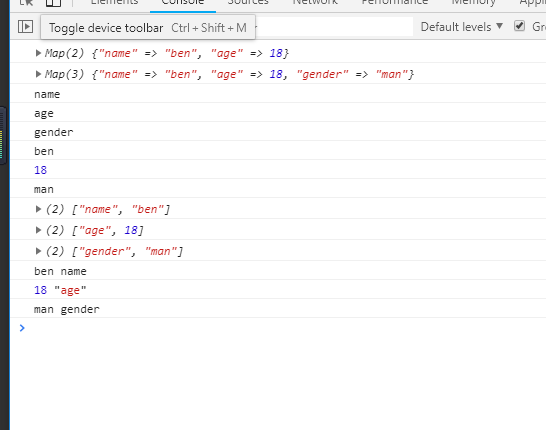 Elements Console Sources Network Performance Memory Application
Toggle device toolbar Ctrl + Shift + M
Default levels ▼
▶ Map(2) {"name" => "ben", "age" => 18}
▶ Map(3) {"name" => "ben", "age" => 18, "gender" => "man"}
name
age
gender
ben
18
man
▶ (2) ["name", "ben"]
▶ (2) ["age", 18]
▶ (2) ["gender", "man"]
ben name
18 "age"
man gender
>